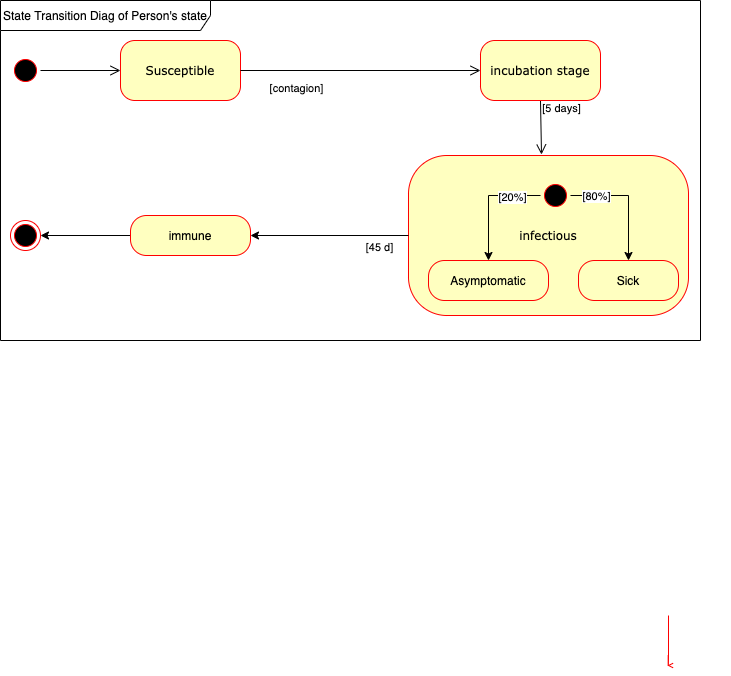 State Transition Diag of Person's state
Susceptible
[contagion]
incubation stage
[5 days]
[20%]
[80%]
infectious
Asymptomatic
Sick
[45 d]
immune